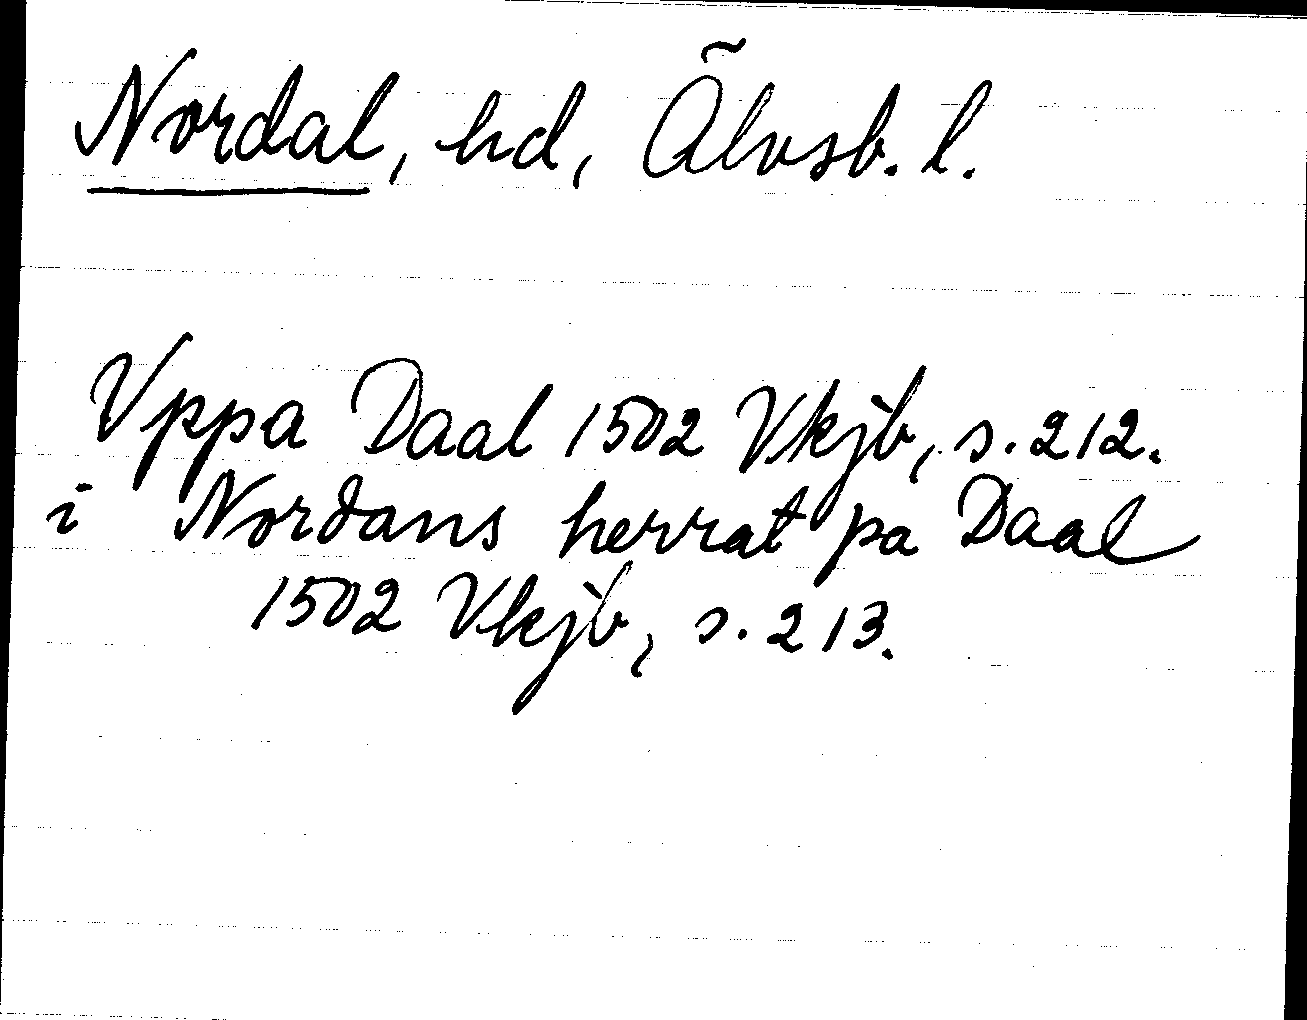 Nordal, hd, Älvsb. l.
Vppa Daal 1502 Vkjb, s. 212.
i Nordans herrat pa Daal
1502 Vkjb, s. 213.